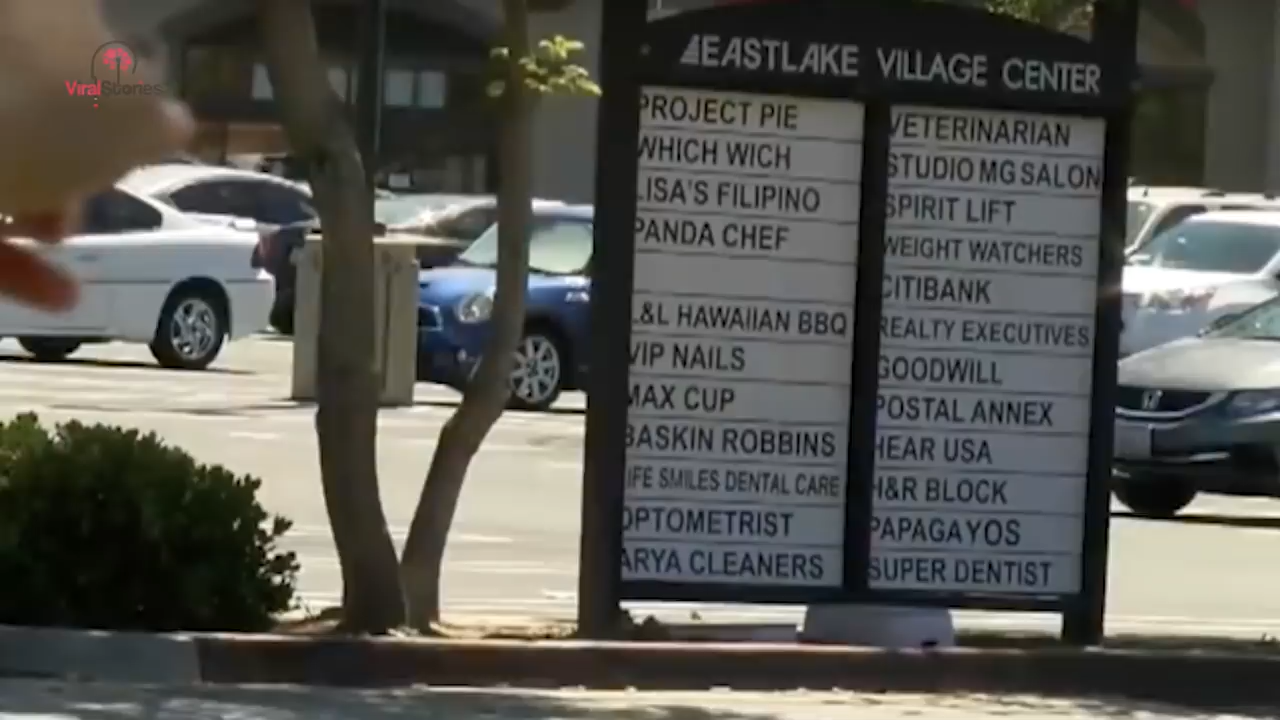 ViralStories
EASTLAKE VILLAGE CENTER
PROJECT PIE
WHICH WICH
LISA'S FILIPINO
PANDA CHEF
L&L HAWAIIAN BBQ
VIP NAILS
MAX CUP
BASKIN ROBBINS
LIFE SMILES DENTAL CARE
OPTOMETRIST
ARYA CLEANERS
VETERINARIAN
STUDIO MG SALON
SPIRIT LIFT
WEIGHT WATCHERS
CITIBANK
REALTY EXECUTIVES
GOODWILL
POSTAL ANNEX
HEAR USA
H&R BLOCK
PAPAGAYOS
SUPER DENTIST